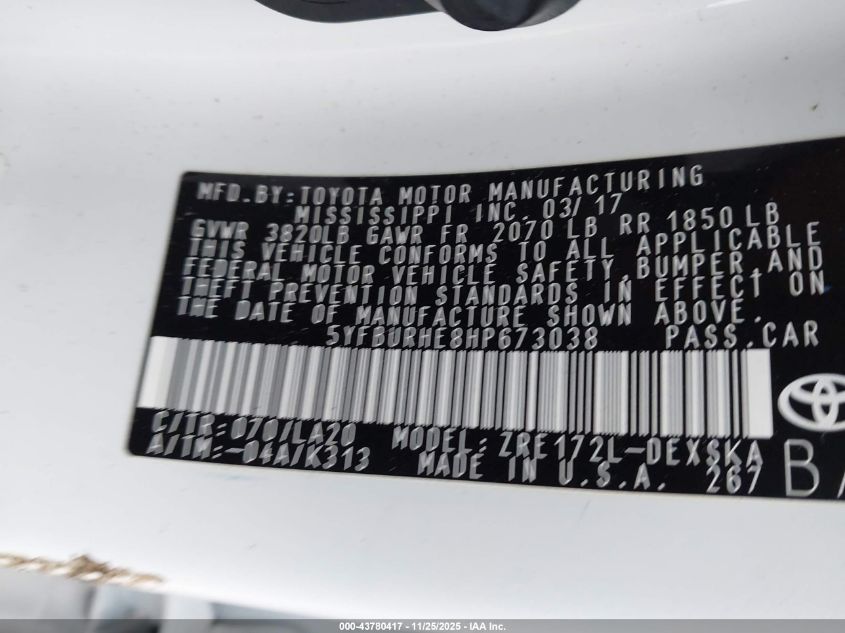 MFD.BY:TOYOTA MOTOR MANUFACTURING
MISSISSIPPI INC. 03/17
GVWR 3820LB GAWR FR 2070 LB RR 1850LB
THIS VEHICLE CONFORMS TO ALL APPLICABLE
FEDERAL MOTOR VEHICLE SAFETY,BUMPER,AND
THEFT PREVENTION STANDARDS IN EFFECT ON
THE DATE OF MANUFACTURE SHOWN ABOVE.
5YFBURHE8HP673038 PASS.CAR
C/TR:070/LA20 MODEL:ZRE172L-DEXSKA
A/TM:-04A/K313 MADE IN U.S.A. 267
B
000-43780417 - 11/25/2025 - IAA Inc.